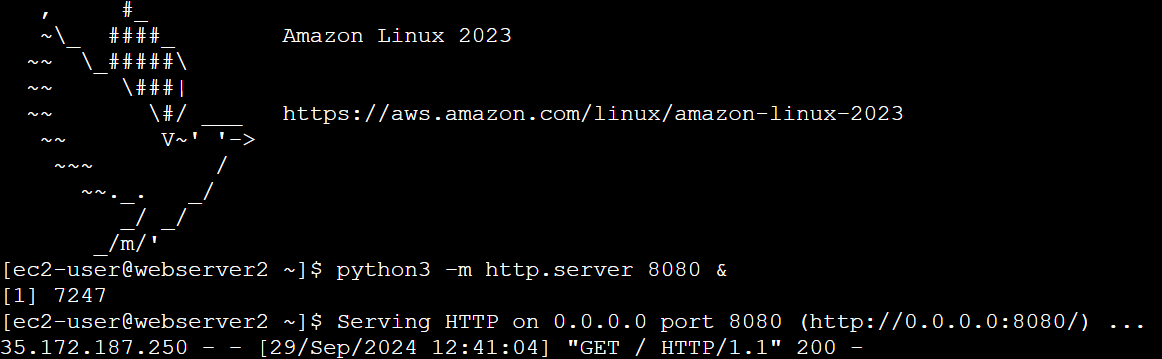 ,     #_
   ~\_  ####_        Amazon Linux 2023
  ~~  \_#####\
  ~~     \###|
  ~~       \#/ ___   https://aws.amazon.com/linux/amazon-linux-2023
   ~~       V~' '->
    ~~~         /
      ~~._.   _/
         _/ _/
       _/m/'
[ec2-user@webserver2 ~]$ python3 -m http.server 8080 &
[1] 7247
[ec2-user@webserver2 ~]$ Serving HTTP on 0.0.0.0 port 8080 (http://0.0.0.0:8080/) ...
35.172.187.250 - - [29/Sep/2024 12:41:04] "GET / HTTP/1.1" 200 -